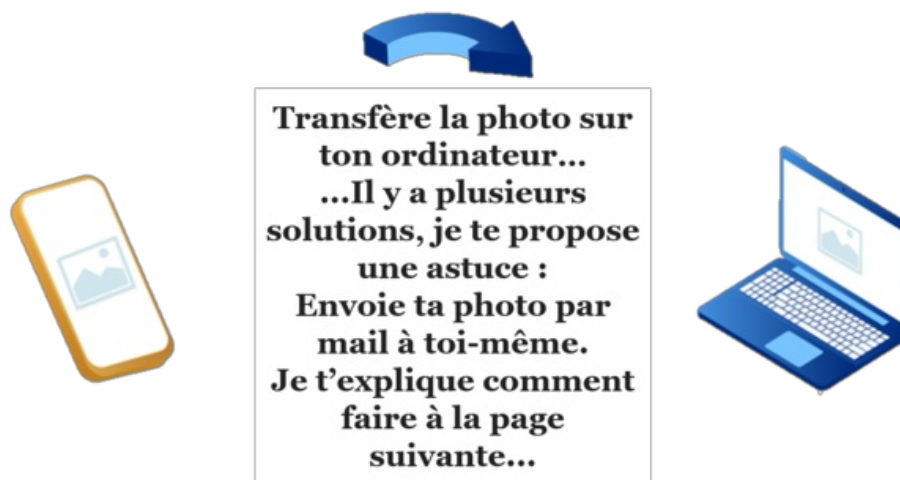 Transfère la photo sur
ton ordinateur...
...Il y a plusieurs
solutions, je te propose
une astuce :
Envoie ta photo par
mail à toi-même.
Je t’explique comment
faire à la page
suivante...